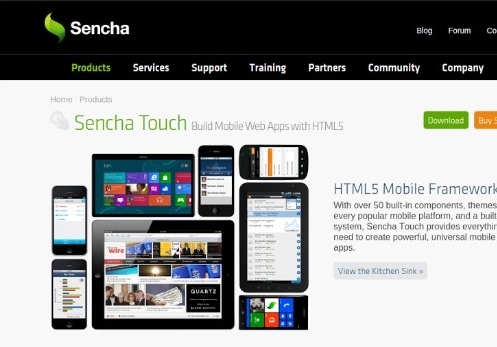 Sencha
Blog Forum Co
Products Services Support Training Partners Community Company
Home Products
Sencha Touch Build Mobile Web Apps with HTML5
Download Buy S
HTML5 Mobile Framework
With over 50 built-in components, themes
every popular mobile platform, and a built
system, Sencha Touch provides everythin
need to create powerful, universal mobile
apps.
View the Kitchen Sink »
wire
QUARTZ